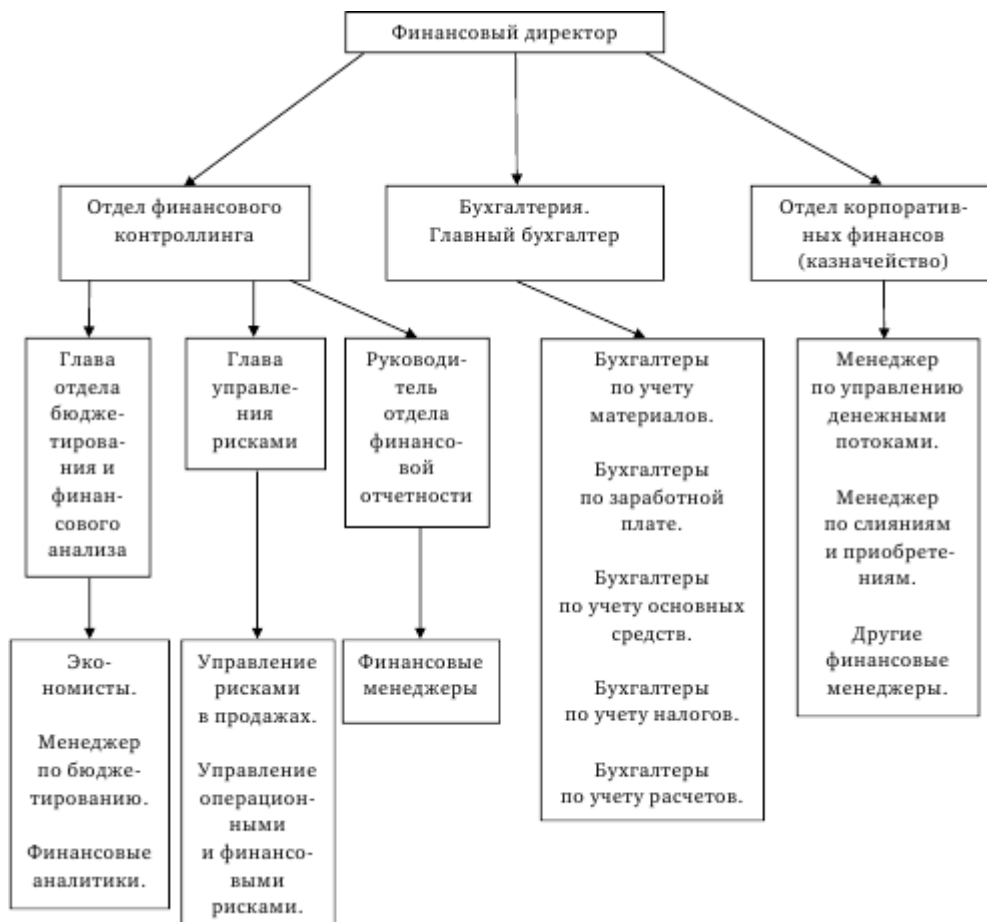 Финансовый директор
Отдел финансового
контроллинга
Бухгалтерия.
Главный бухгалтер
Отдел корпоратив-
ных финансов
(казначейство)
Глава
отдела
бюдже-
тирова-
ния и
финан-
сового
анализа
Глава
управле-
ния
рисками
Руководи-
тель
отдела
финансо-
вой
отчетности
Бухгалтеры
по учету
материалов.
Бухгалтеры
по заработной
плате.
Бухгалтеры
по учету основных
средств.
Бухгалтеры
по учету налогов.
Бухгалтеры
по учету расчетов.
Менеджер
по управлению
денежными
потоками.
Менеджер
по слияниям
и приобрете-
ниям.
Другие
финансовые
менеджеры.
Эко-
номисты.
Менеджер
по бюдже-
тированию.
Финансовые
аналитики.
Управление
рисками
в продажах.
Управление
операцион-
ными
и финансо-
выми
рисками.
Финансовые
менеджеры